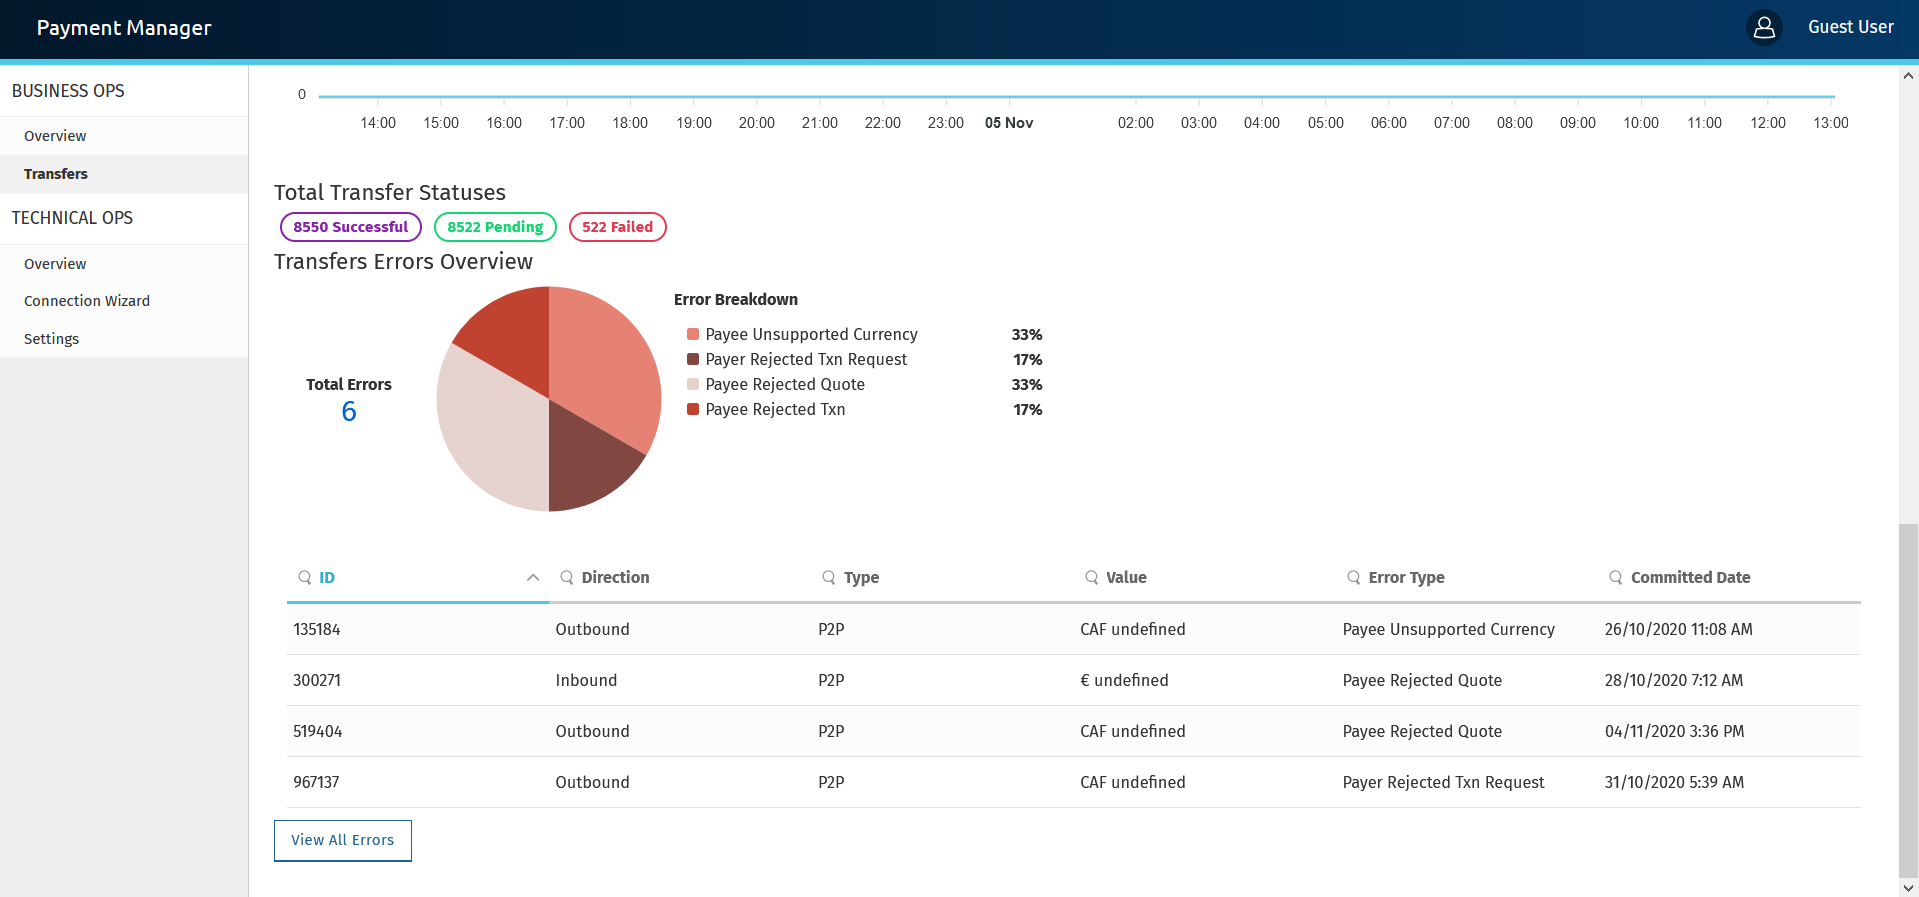 Payment Manager
Guest User
BUSINESS OPS
Overview
Transfers
TECHNICAL OPS
Overview
Connection Wizard
Settings
0
14:00 15:00 16:00 17:00 18:00 19:00 20:00 21:00 22:00 23:00 05 Nov 02:00 03:00 04:00 05:00 06:00 07:00 08:00 09:00 10:00 11:00 12:00 13:00
Total Transfer Statuses
8550 Successful 8522 Pending 522 Failed
Transfers Errors Overview
Total Errors
6
Error Breakdown
Payee Unsupported Currency 33%
Payer Rejected Txn Request 17%
Payee Rejected Quote 33%
Payee Rejected Txn 17%
ID Direction Type Value Error Type Committed Date
135184 Outbound P2P CAF undefined Payee Unsupported Currency 26/10/2020 11:08 AM
300271 Inbound P2P € undefined Payee Rejected Quote 28/10/2020 7:12 AM
519404 Outbound P2P CAF undefined Payee Rejected Quote 04/11/2020 3:36 PM
967137 Outbound P2P CAF undefined Payer Rejected Txn Request 31/10/2020 5:39 AM
View All Errors